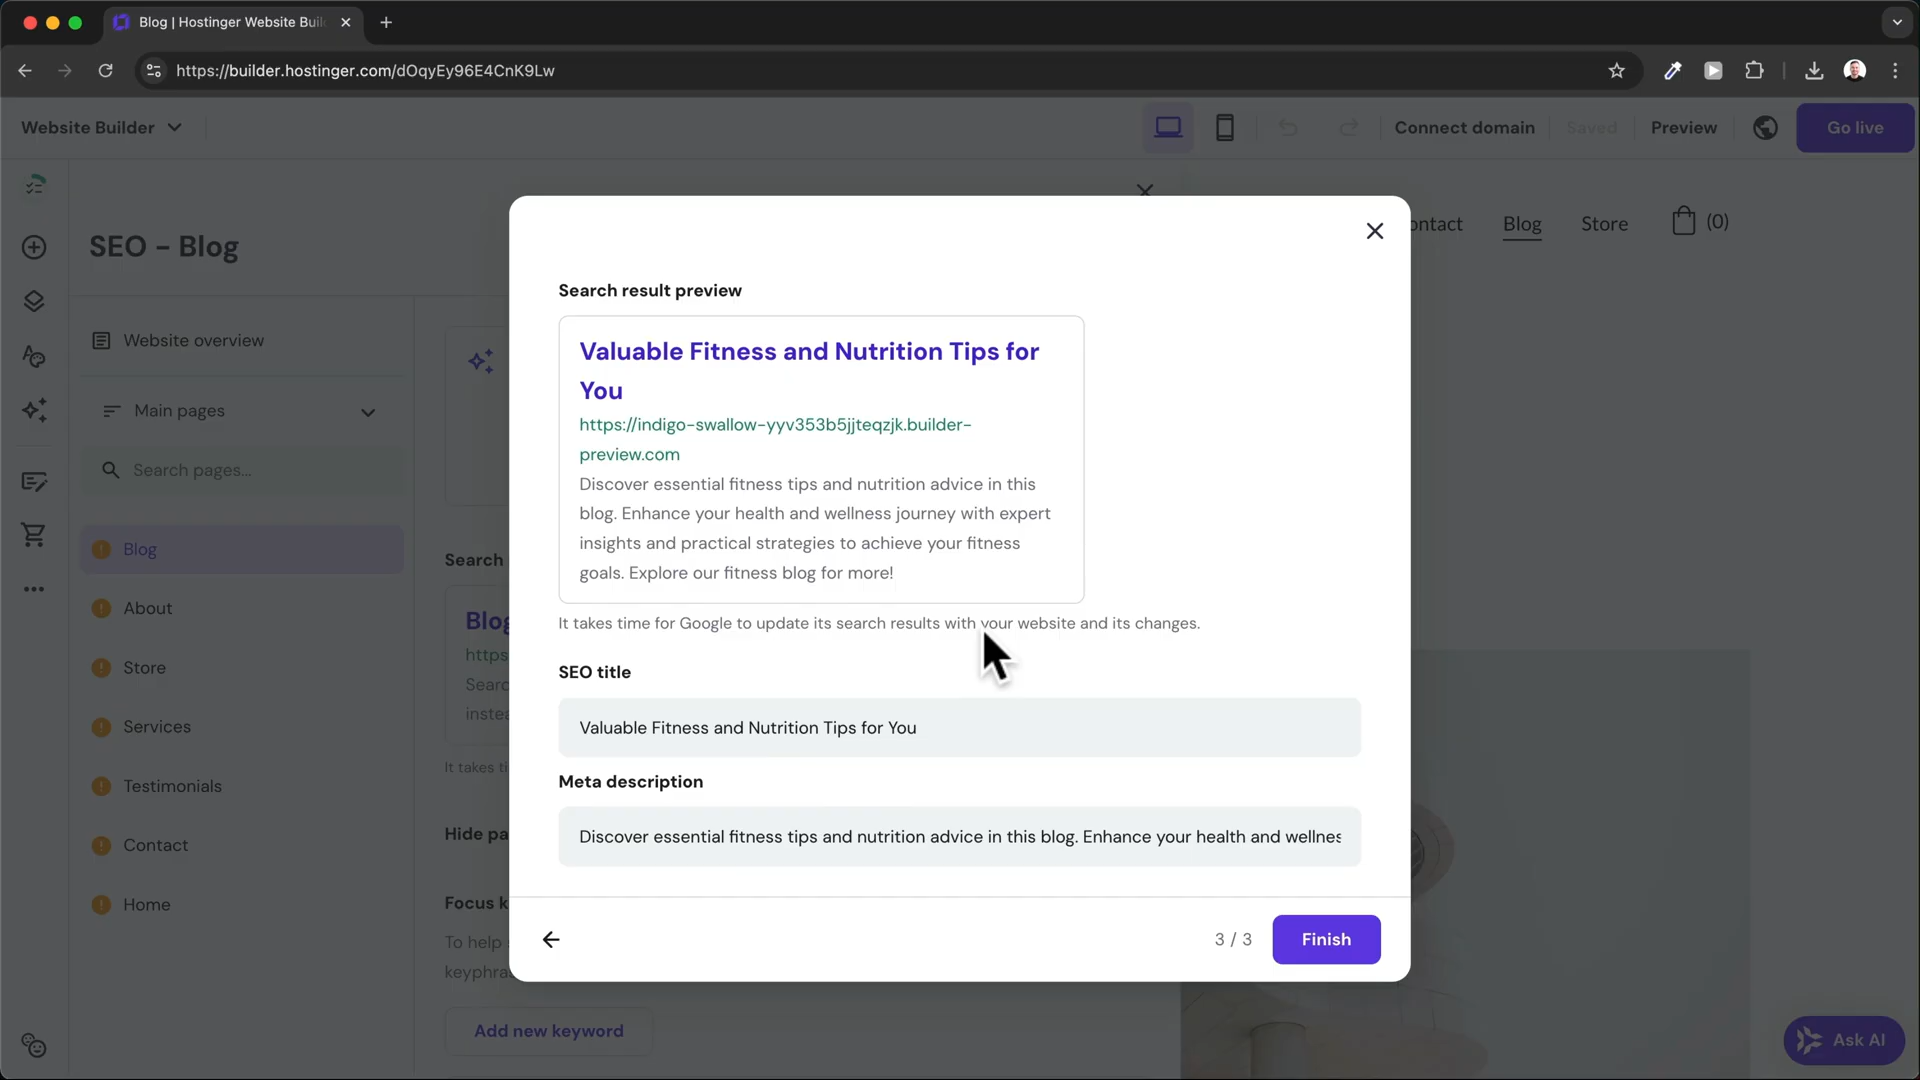 Blog | Hostinger Website Buil
https://builder.hostinger.com/dOqyEy96E4CnK9Lw
Website Builder
Connect domain
Saved
Preview
Go live
ontact
Blog
Store
(0)
SEO - Blog
Website overview
Main pages
Search pages...
Blog
About
Store
Services
Testimonials
Contact
Home
Search
Blog
https
Searc
instea
It takes ti
Hide pa
Focus k
To help s
keyphra
Add new keyword
Search result preview
Valuable Fitness and Nutrition Tips for
You
https://indigo-swallow-yyv353b5jjteqzjk.builder-
preview.com
Discover essential fitness tips and nutrition advice in this
blog. Enhance your health and wellness journey with expert
insights and practical strategies to achieve your fitness
goals. Explore our fitness blog for more!
It takes time for Google to update its search results with your website and its changes.
SEO title
Valuable Fitness and Nutrition Tips for You
Meta description
Discover essential fitness tips and nutrition advice in this blog. Enhance your health and wellnes
3 / 3
Finish
Ask AI